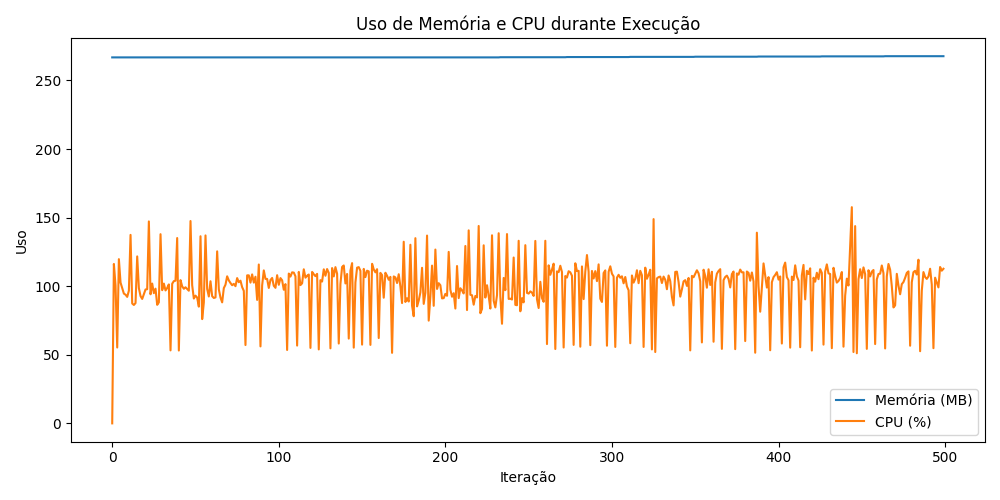 Uso de Memória e CPU durante Execução
Uso
250
200
150
100
50
0
0 100 200 300 400 500
Iteração
Memória (MB)
CPU (%)